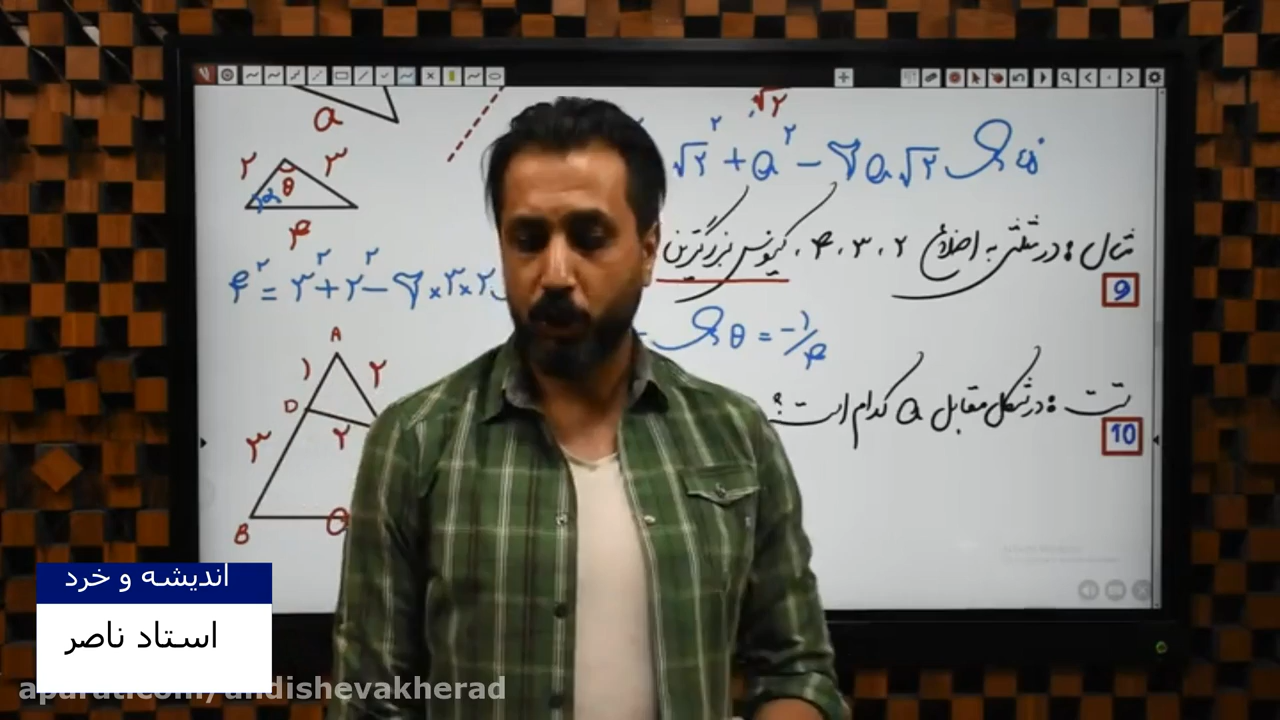 a
۲ ۳
θ
۴
√۲
√۲² + a² - ۲a√۲ cos
مثال: در مثلثی به اضلاع ۲، ۳، ۴، کسینوس بزرگترین
9
۴² = ۳² + ۲² - ۲×۳×۲
cos θ = -۱/۴
تست: در شکل مقابل a کدام است؟
10
A
۱ ۲
D
۳ ۲
B a
اندیشه و خرد
استاد ناصر
aparat.com/andishevakherad